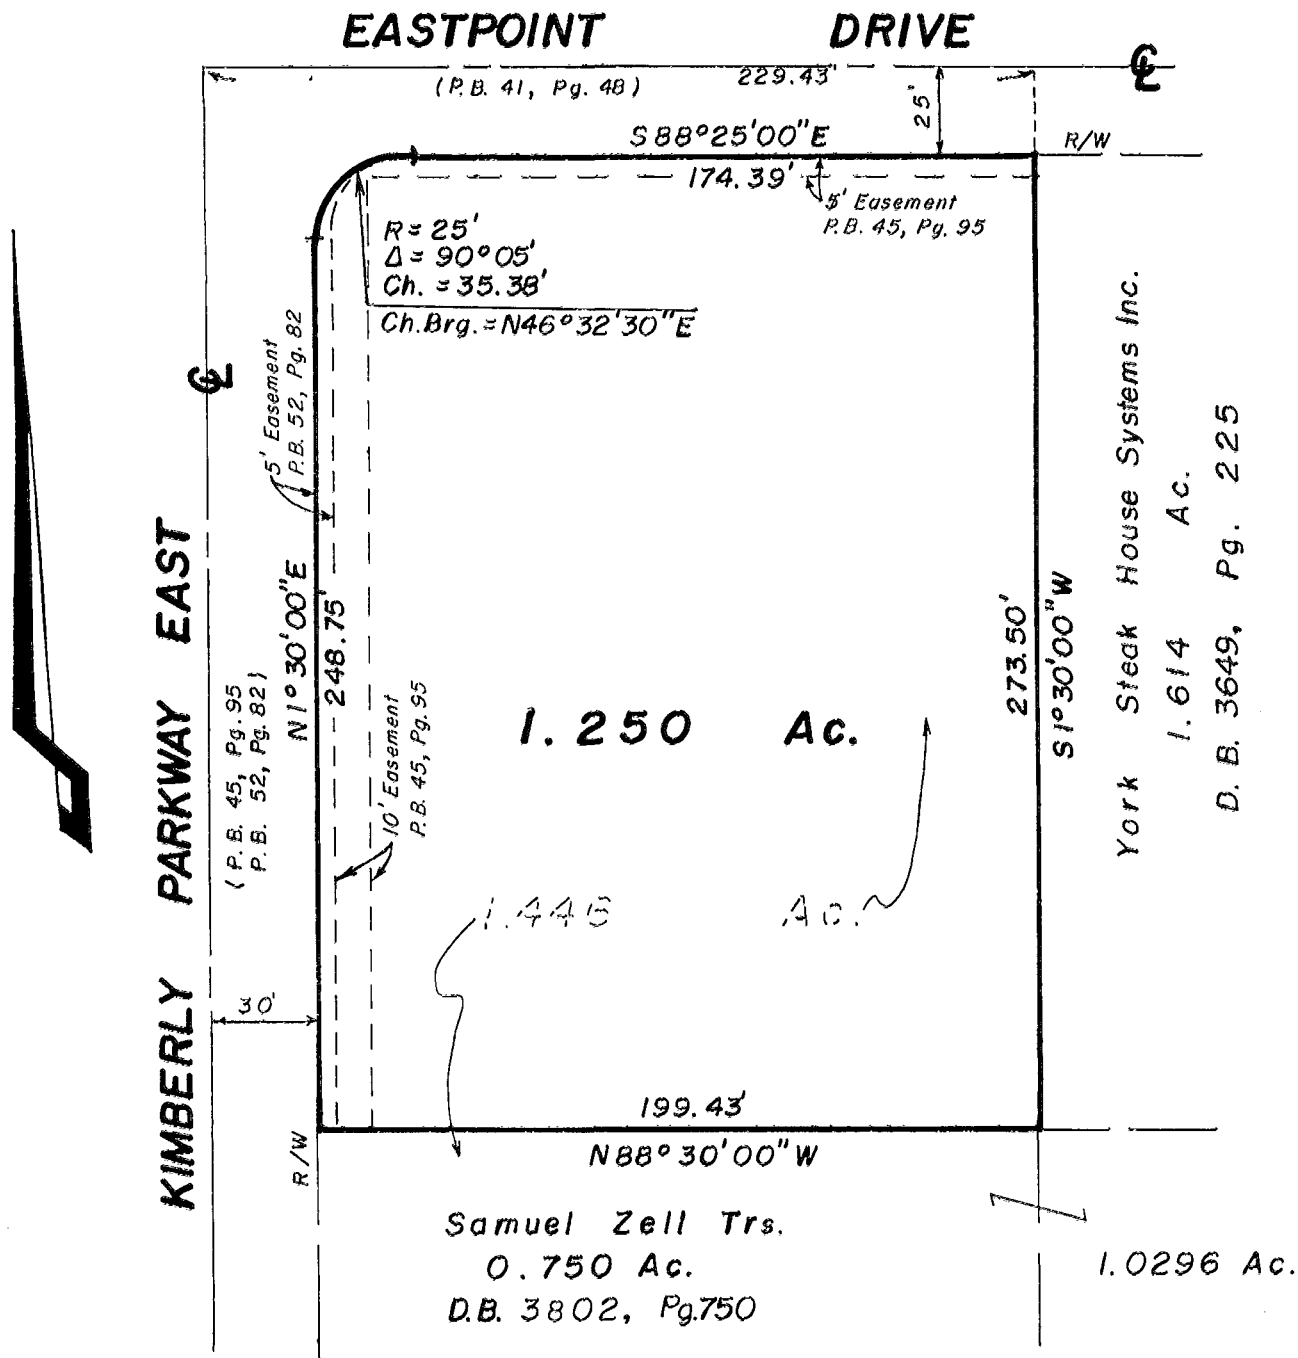 EASTPOINT DRIVE
℄
(P.B. 41, Pg. 48)
229.43'
25'
S 88°25'00"E
R/W
174.39'
5' Easement
P.B. 45, Pg. 95
R = 25'
Δ = 90°05'
Ch. = 35.38'
Ch.Brg. = N46°32'30"E
℄
5' Easement
P.B. 52, Pg. 82
KIMBERLY PARKWAY EAST
(P.B. 45, Pg. 95
P.B. 52, Pg. 82)
N 1°30'00"E
248.75'
10' Easement
P.B. 45, Pg. 95
1.250 Ac.
273.50'
S 1°30'00"W
York Steak House Systems Inc.
1.614 Ac.
D.B. 3649, Pg. 225
1.446 Ac.
30'
199.43'
N88°30'00"W
R/W
Samuel Zell Trs.
0.750 Ac.
D.B. 3802, Pg.750
1.0296 Ac.